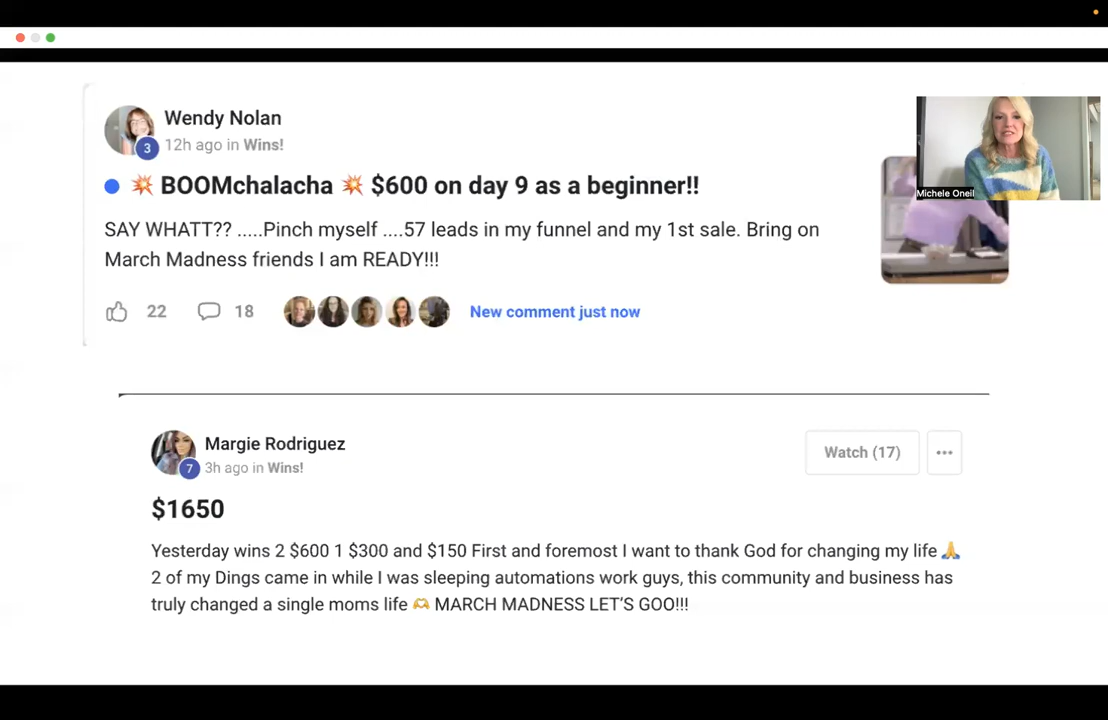 Wendy Nolan
3
12h ago in Wins!
💥 BOOMchalacha 💥 $600 on day 9 as a beginner!!
SAY WHATT?? .....Pinch myself ....57 leads in my funnel and my 1st sale. Bring on
March Madness friends I am READY!!!
22 18 New comment just now
Michele Oneil
Margie Rodriguez
7
3h ago in Wins!
Watch (17)
$1650
Yesterday wins 2 $600 1 $300 and $150 First and foremost I want to thank God for changing my life 🙏
2 of my Dings came in while I was sleeping automations work guys, this community and business has
truly changed a single moms life 🫶 MARCH MADNESS LET'S GOO!!!